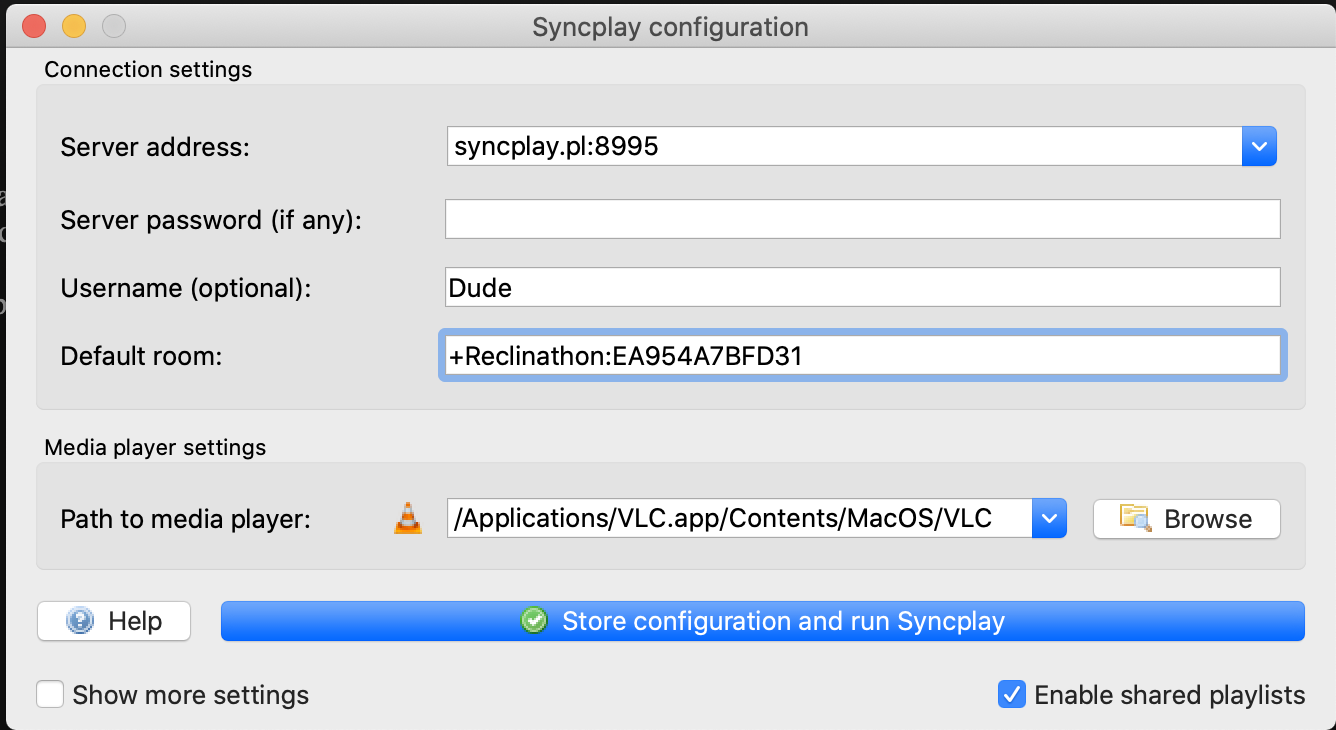 Syncplay configuration
Connection settings
Server address:
syncplay.pl:8995
Server password (if any):
Username (optional):
Dude
Default room:
+Reclinathon:EA954A7BFD31
Media player settings
Path to media player:
/Applications/VLC.app/Contents/MacOS/VLC
Browse
Help
Store configuration and run Syncplay
Show more settings
Enable shared playlists